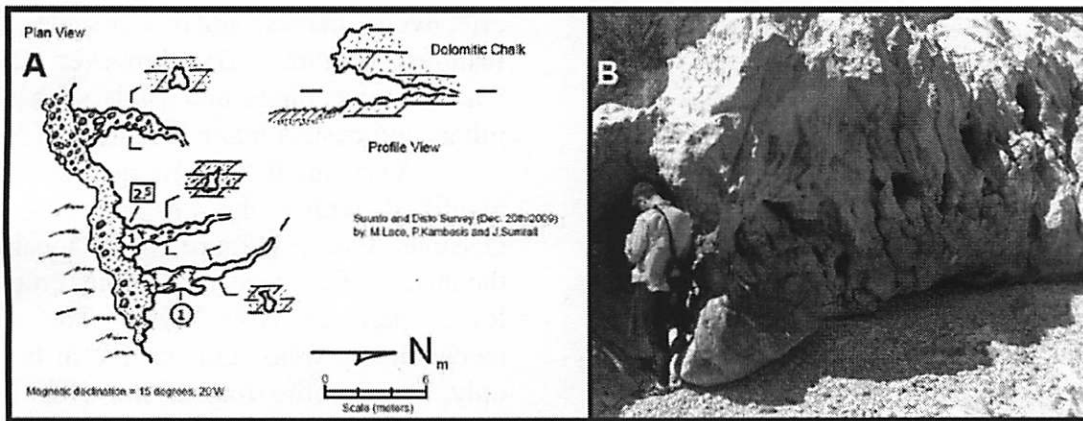 Plan View
A
Dolomitic Chalk
Profile View
2.5
Suunto and Disto Survey (Dec. 20th/2009)
by: M.Lace, P.Kambesis and J.Sumrall
1
Nm
0 6
Scale (meters)
Magnetic declination = 15 degrees, 20'W
B